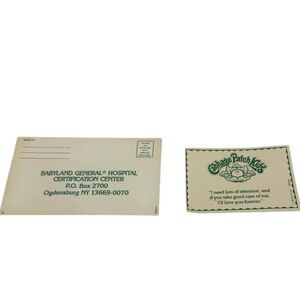 BABYLAND GENERAL® HOSPITAL
CERTIFICATION CENTER
P.O. Box 2700
Ogdensburg NY 13669-0070
Cabbage Patch Kids
"I need lots of attention, and
if you take good care of me,
I'll love you forever."